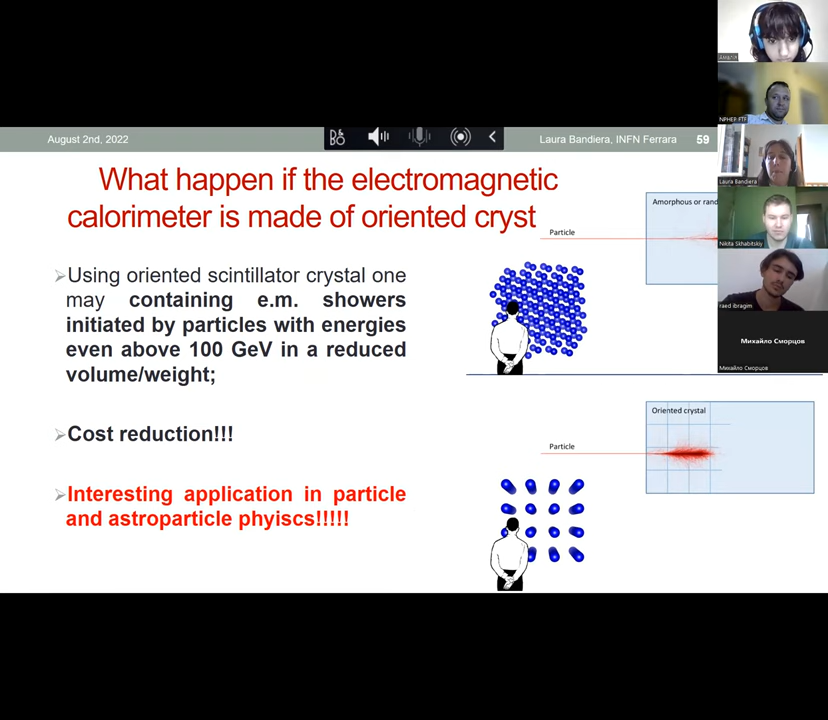 August 2nd, 2022
Laura Bandiera, INFN Ferrara
59
What happen if the electromagnetic
calorimeter is made of oriented cryst
➢Using oriented scintillator crystal one
may containing e.m. showers
initiated by particles with energies
even above 100 GeV in a reduced
volume/weight;
➢Cost reduction!!!
➢Interesting application in particle
and astroparticle phyiscs!!!!!
Amorphous or rand
Particle
Oriented crystal
Particle
NPHEP FTF
Laura Bandiera
Nikita Skhabitskiy
raed ibragim
Михайло Сморцов
Михайло Сморцов